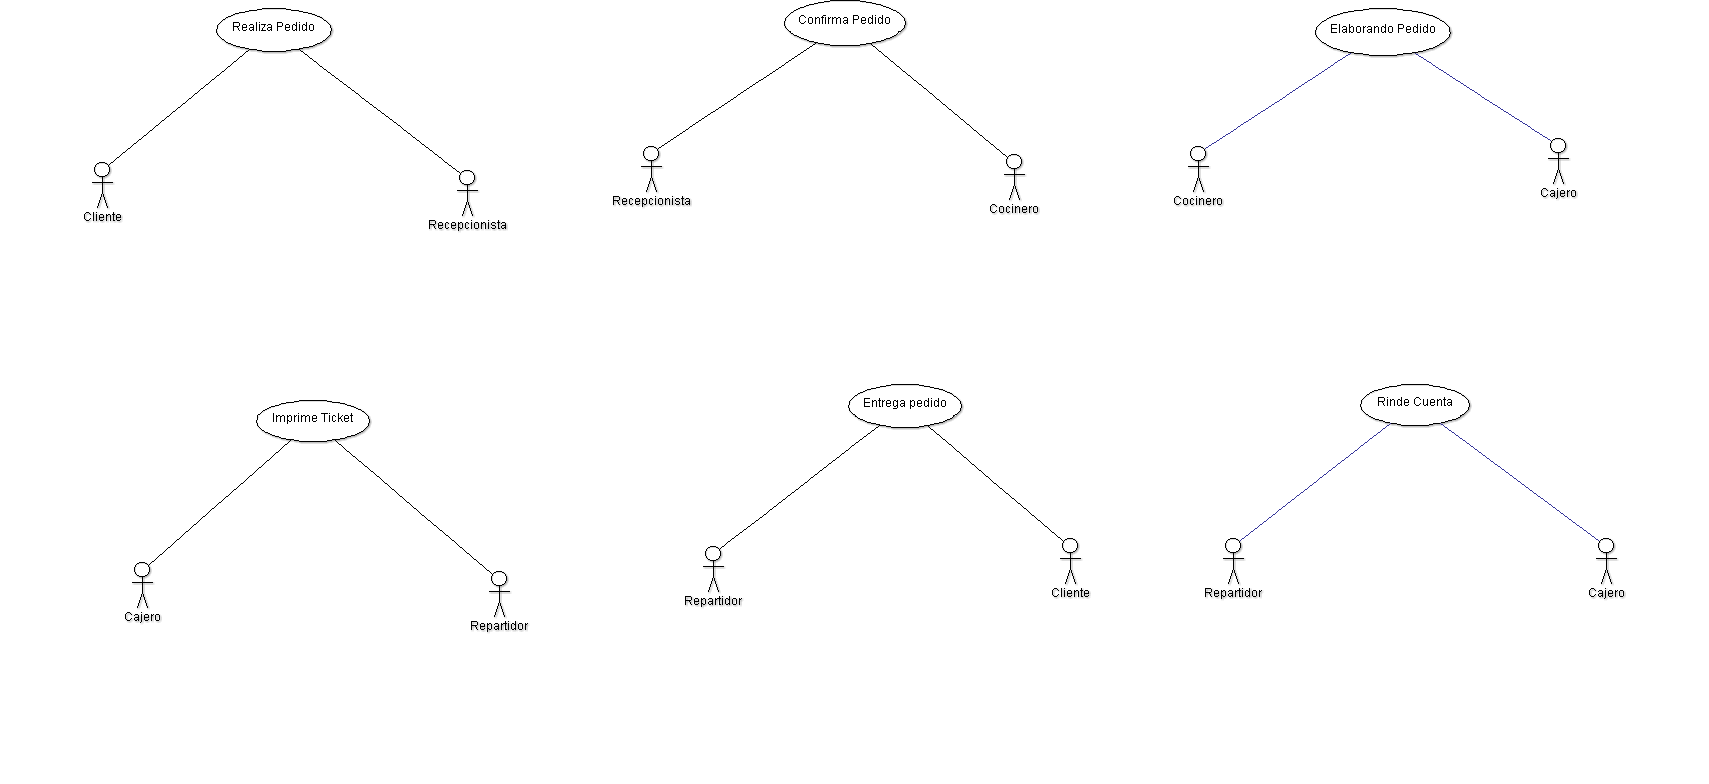 Realiza Pedido
Cliente
Recepcionista
Confirma Pedido
Recepcionista
Cocinero
Elaborando Pedido
Cocinero
Cajero
Imprime Ticket
Cajero
Repartidor
Entrega pedido
Repartidor
Cliente
Rinde Cuenta
Repartidor
Cajero